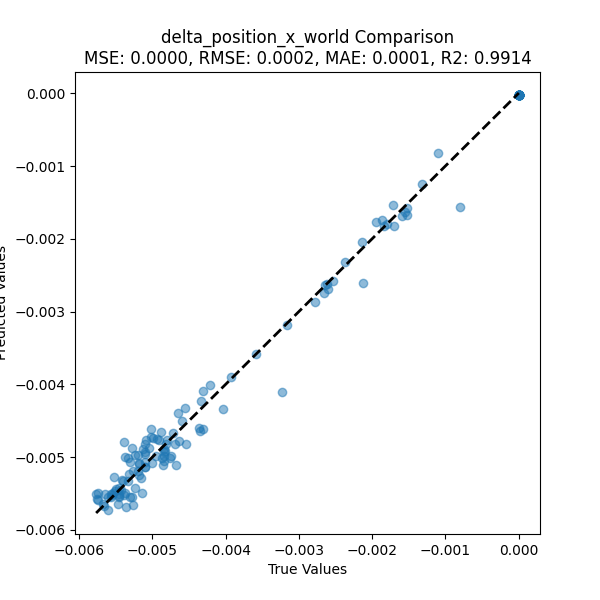 delta_position_x_world Comparison
MSE: 0.0000, RMSE: 0.0002, MAE: 0.0001, R2: 0.9914
0.000
−0.001
−0.002
−0.003
−0.004
−0.005
−0.006
Predicted Values
−0.006 −0.005 −0.004 −0.003 −0.002 −0.001 0.000
True Values